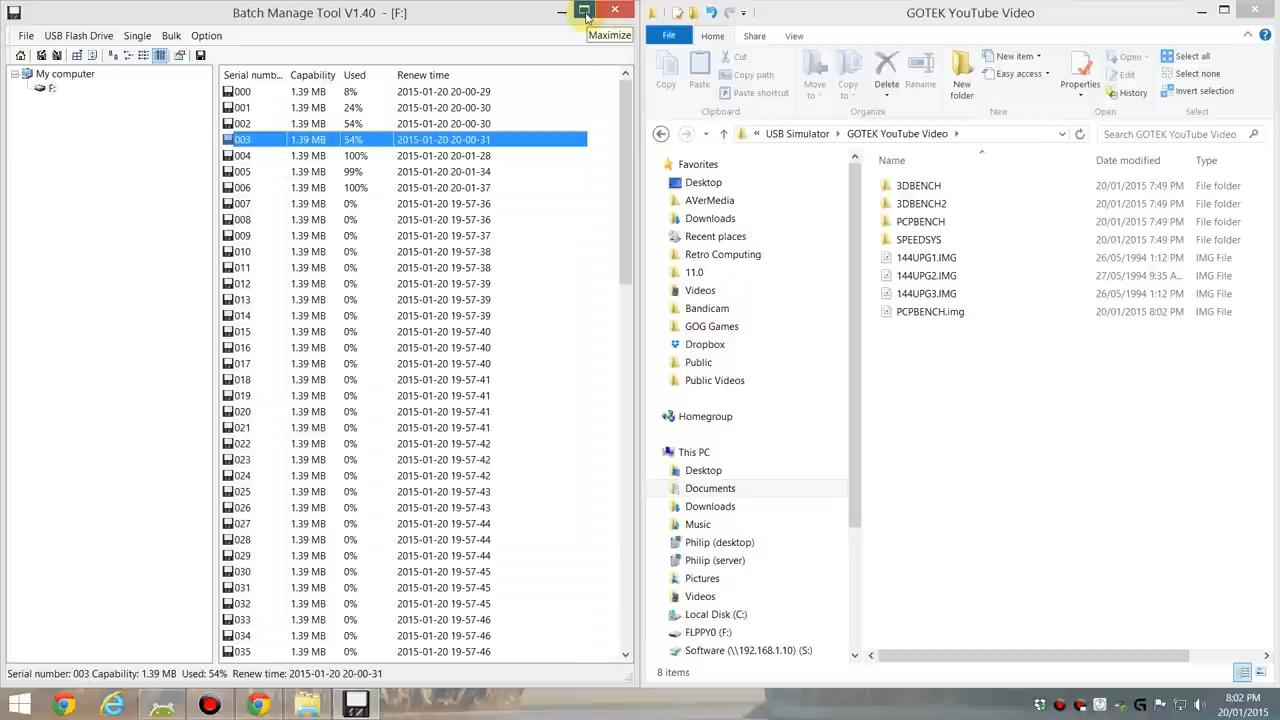 Batch Manage Tool V1.40 - [F:]
Maximize
File USB Flash Drive Single Bulk Option
My computer
F:
Serial numb... Capability Used Renew time
000 1.39 MB 8% 2015-01-20 20-00-29
001 1.39 MB 24% 2015-01-20 20-00-30
002 1.39 MB 54% 2015-01-20 20-00-30
003 1.39 MB 54% 2015-01-20 20-00-31
004 1.39 MB 100% 2015-01-20 20-01-28
005 1.39 MB 99% 2015-01-20 20-01-34
006 1.39 MB 100% 2015-01-20 20-01-37
007 1.39 MB 0% 2015-01-20 19-57-36
008 1.39 MB 0% 2015-01-20 19-57-36
009 1.39 MB 0% 2015-01-20 19-57-37
010 1.39 MB 0% 2015-01-20 19-57-38
011 1.39 MB 0% 2015-01-20 19-57-38
012 1.39 MB 0% 2015-01-20 19-57-39
013 1.39 MB 0% 2015-01-20 19-57-39
014 1.39 MB 0% 2015-01-20 19-57-39
015 1.39 MB 0% 2015-01-20 19-57-40
016 1.39 MB 0% 2015-01-20 19-57-40
017 1.39 MB 0% 2015-01-20 19-57-40
018 1.39 MB 0% 2015-01-20 19-57-41
019 1.39 MB 0% 2015-01-20 19-57-41
020 1.39 MB 0% 2015-01-20 19-57-41
021 1.39 MB 0% 2015-01-20 19-57-41
022 1.39 MB 0% 2015-01-20 19-57-42
023 1.39 MB 0% 2015-01-20 19-57-42
024 1.39 MB 0% 2015-01-20 19-57-42
025 1.39 MB 0% 2015-01-20 19-57-43
026 1.39 MB 0% 2015-01-20 19-57-43
027 1.39 MB 0% 2015-01-20 19-57-44
028 1.39 MB 0% 2015-01-20 19-57-44
029 1.39 MB 0% 2015-01-20 19-57-44
030 1.39 MB 0% 2015-01-20 19-57-45
031 1.39 MB 0% 2015-01-20 19-57-45
032 1.39 MB 0% 2015-01-20 19-57-45
033 1.39 MB 0% 2015-01-20 19-57-46
034 1.39 MB 0% 2015-01-20 19-57-46
035 1.39 MB 0% 2015-01-20 19-57-46
Serial number: 003 Capability: 1.39 MB Used: 54% Renew time: 2015-01-20 20-00-31
GOTEK YouTube Video
File Home Share View
Copy
Paste
Cut
Copy path
Paste shortcut
Clipboard
Move to
Copy to
Delete
Rename
Organize
New folder
New item
Easy access
New
Properties
Open
Edit
History
Open
Select all
Select none
Invert selection
Select
« USB Simulator GOTEK YouTube Video
Search GOTEK YouTube Video
Favorites
Desktop
AVerMedia
Downloads
Recent places
Retro Computing
11.0
Videos
Bandicam
GOG Games
Dropbox
Public
Public Videos
Homegroup
This PC
Desktop
Documents
Downloads
Music
Philip (desktop)
Philip (server)
Pictures
Videos
Local Disk (C:)
FLPPY0 (F:)
Software (\\192.168.1.10) (S:)
Name Date modified Type
3DBENCH 20/01/2015 7:49 PM File folder
3DBENCH2 20/01/2015 7:49 PM File folder
PCPBENCH 20/01/2015 7:49 PM File folder
SPEEDSYS 20/01/2015 7:49 PM File folder
144UPG1.IMG 26/05/1994 1:12 PM IMG File
144UPG2.IMG 27/05/1994 9:35 A... IMG File
144UPG3.IMG 26/05/1994 1:12 PM IMG File
PCPBENCH.img 20/01/2015 8:02 PM IMG File
8 items
8:02 PM
20/01/2015